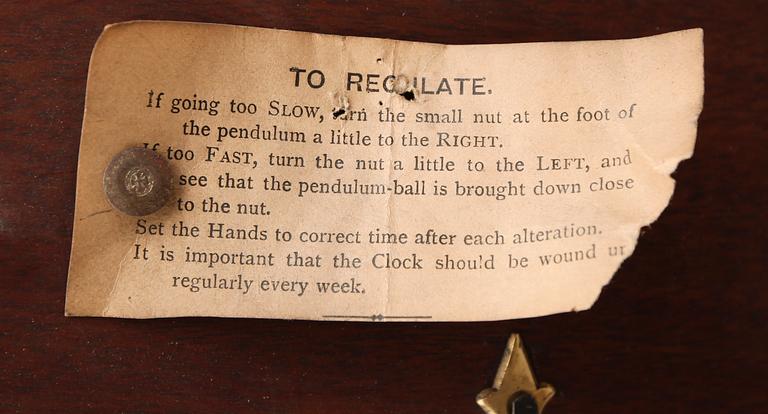 TO REGULATE.
If going too SLOW, turn the small nut at the foot of
the pendulum a little to the RIGHT.
If too FAST, turn the nut a little to the LEFT, and
see that the pendulum-ball is brought down close
to the nut.
Set the Hands to correct time after each alteration.
It is important that the Clock should be wound up
regularly every week.